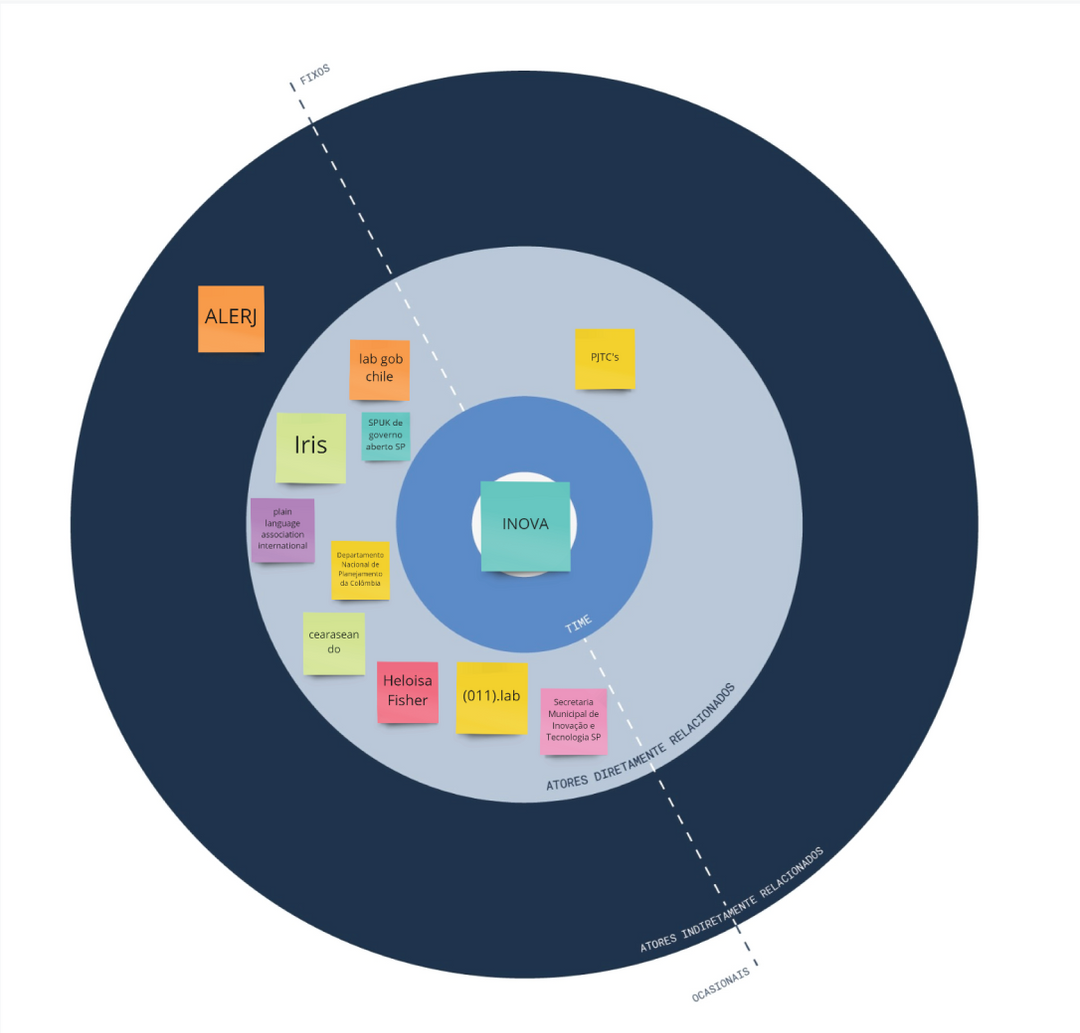 FIXOS
ALERJ
lab gob
chile
PJTC's
Iris
SPUK de
governo
aberto SP
plain
language
association
international
INOVA
Departamento
Nacional de
Planejamento
da Colômbia
cearasean
do
TIME
Heloisa
Fisher
(011).lab
Secretaria
Municipal de
Inovação e
Tecnologia SP
ATORES DIRETAMENTE RELACIONADOS
ATORES INDIRETAMENTE RELACIONADOS
OCASIONAIS